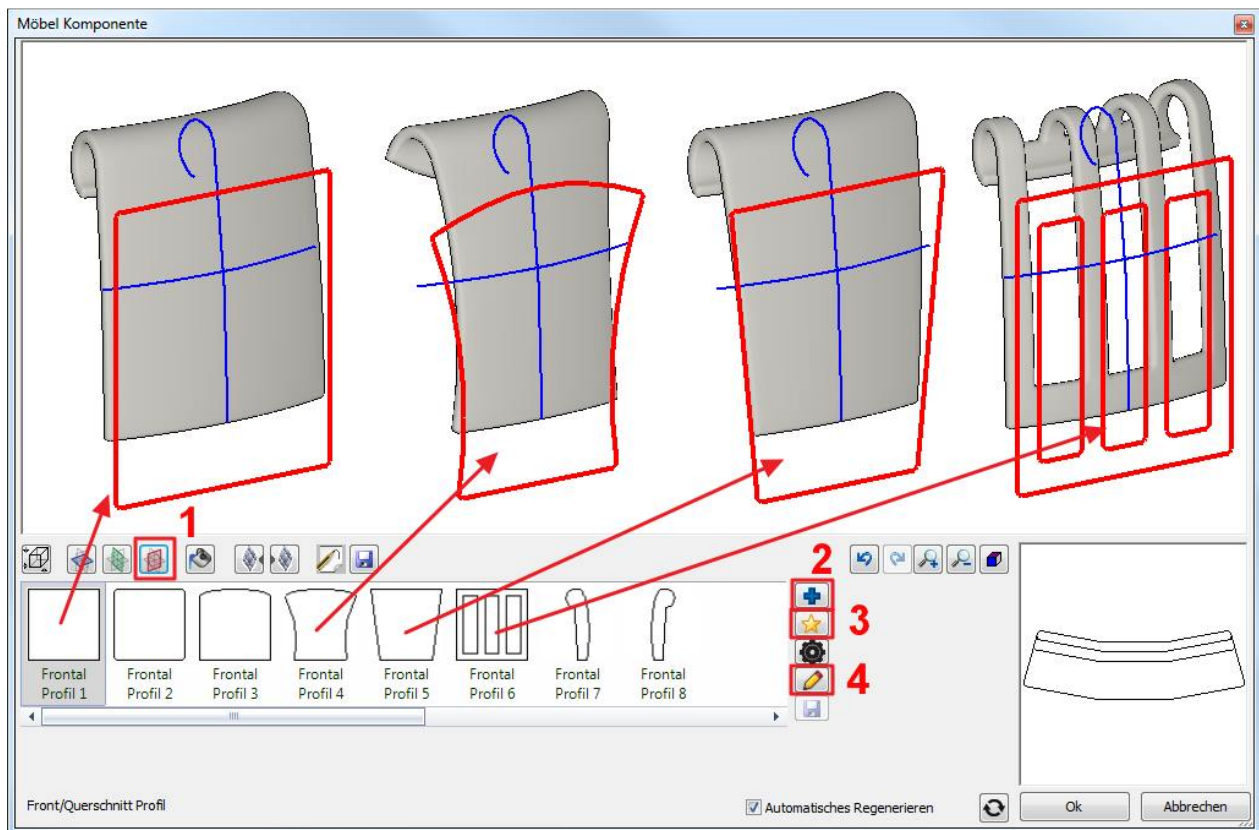 Möbel Komponente
1
2
3
4
Frontal Profil 1
Frontal Profil 2
Frontal Profil 3
Frontal Profil 4
Frontal Profil 5
Frontal Profil 6
Frontal Profil 7
Frontal Profil 8
Front/Querschnitt Profil
Automatisches Regenerieren
Ok
Abbrechen